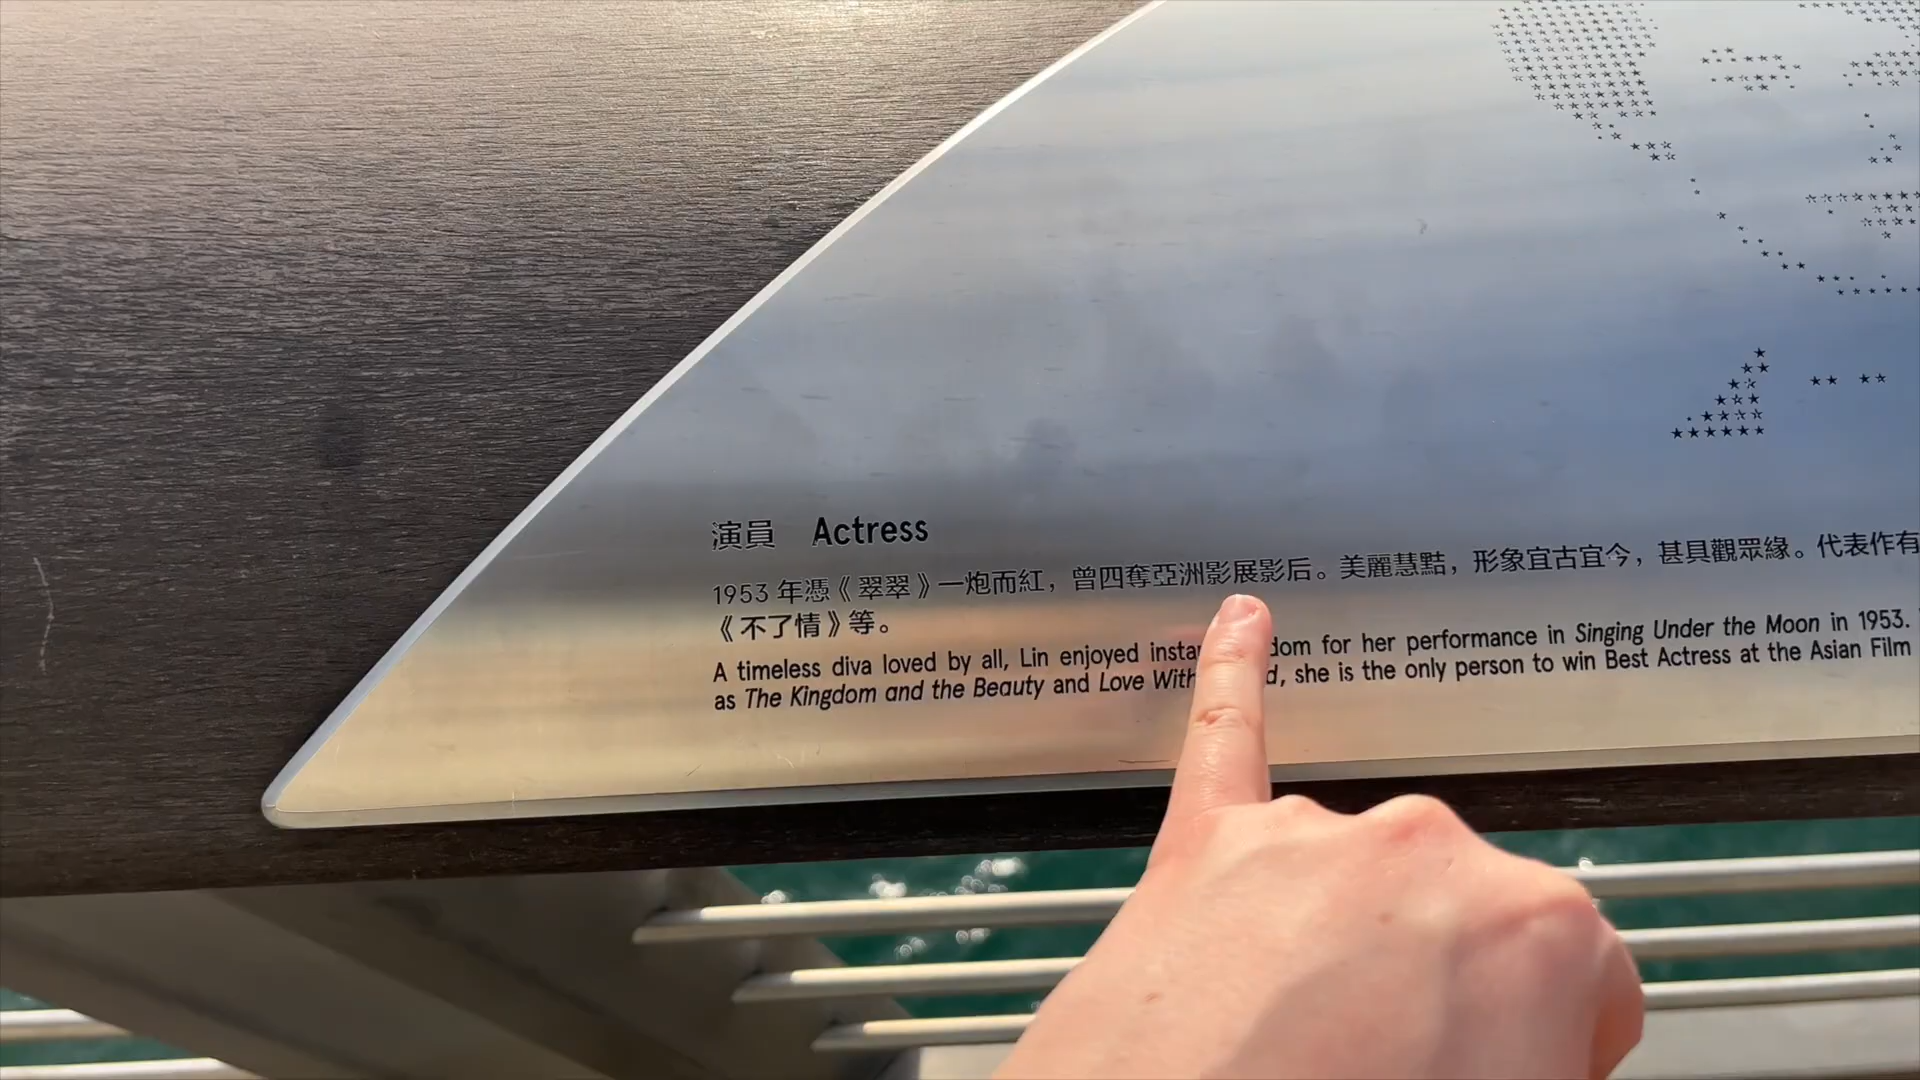 演員 Actress
1953 年憑《翠翠》一炮而紅，曾四奪亞洲影展影后。美麗慧黠，形象宜古宜今，甚具觀眾緣。代表作有
《不了情》等。
A timeless diva loved by all, Lin enjoyed for her performance in Singing Under the Moon in 1953.
as The Kingdom and the Beauty and Love , she is the only person to win Best Actress at the Asian Film